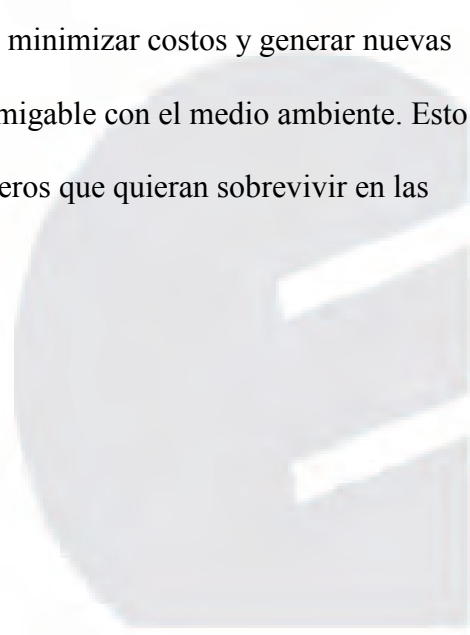 minimizar costos y generar nuevas
migable con el medio ambiente. Esto
eros que quieran sobrevivir en las